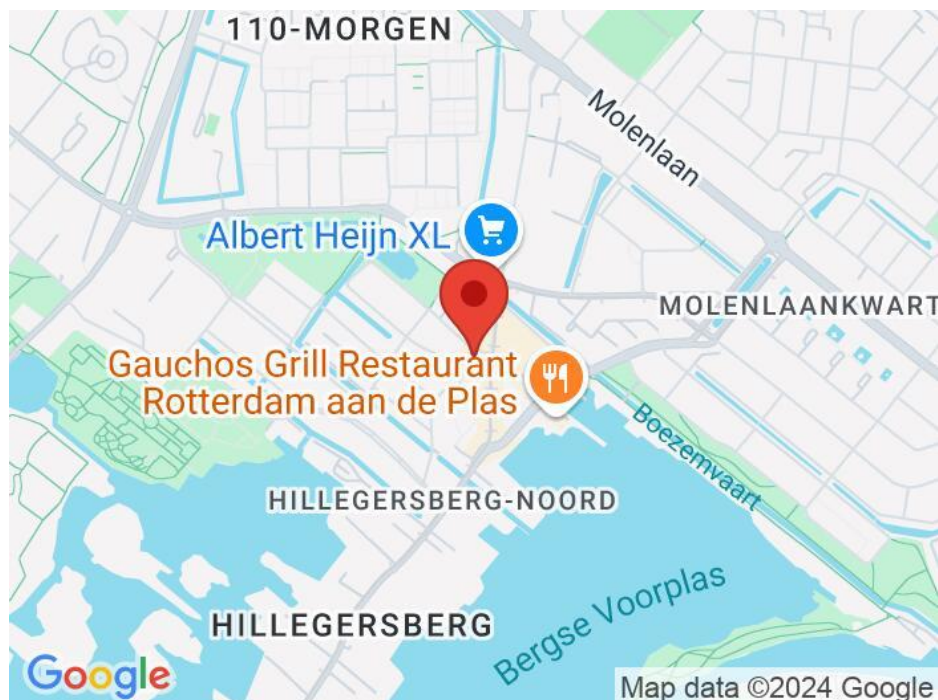 110-MORGEN
Molenlaan
Albert Heijn XL
MOLENLAANKWART
Gauchos Grill Restaurant
Rotterdam aan de Plas
Boezemvaart
HILLEGERSBERG-NOORD
Bergse Voorplas
HILLEGERSBERG
Google
Map data ©2024 Google